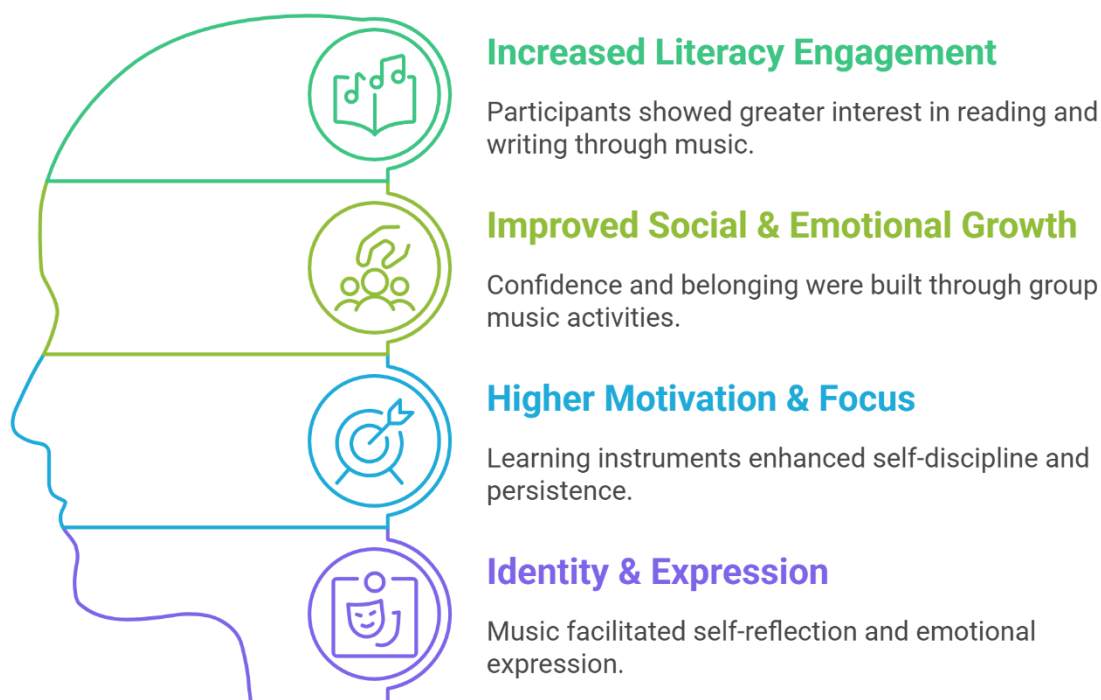 Increased Literacy Engagement
Participants showed greater interest in reading and
writing through music.
Improved Social & Emotional Growth
Confidence and belonging were built through group
music activities.
Higher Motivation & Focus
Learning instruments enhanced self-discipline and
persistence.
Identity & Expression
Music facilitated self-reflection and emotional
expression.